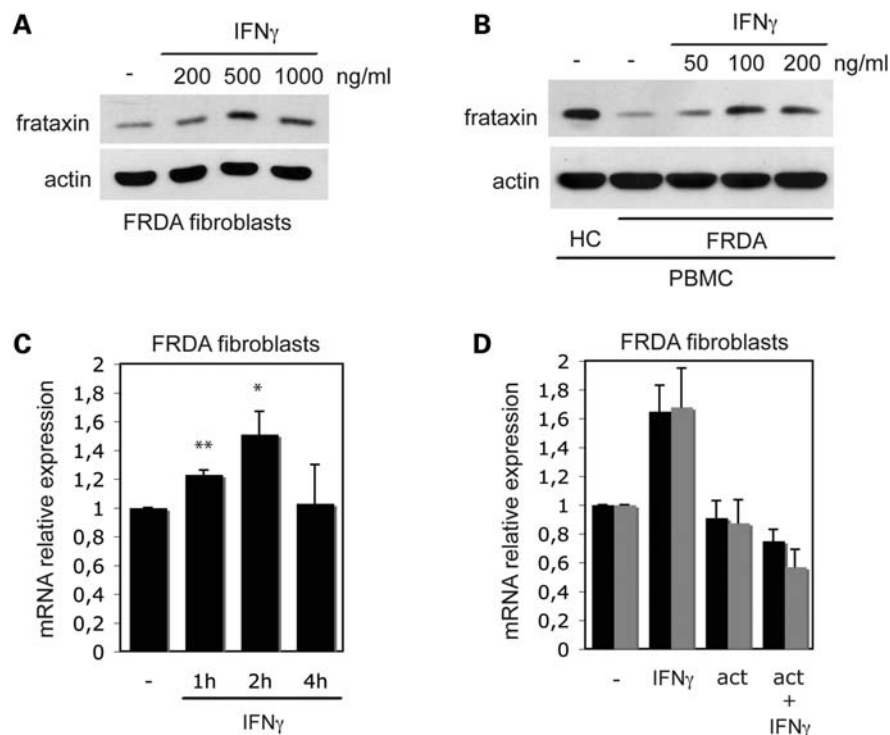 A
IFNγ
- 200 500 1000 ng/ml
frataxin
actin
FRDA fibroblasts
B
IFNγ
- - 50 100 200 ng/ml
frataxin
actin
HC FRDA
PBMC
C
FRDA fibroblasts
mRNA relative expression
2
1,8
1,6
1,4
1,2
1
0,8
0,6
0,4
0,2
0
** *
- 1h 2h 4h
IFNγ
D
FRDA fibroblasts
mRNA relative expression
2
1,8
1,6
1,4
1,2
1
0,8
0,6
0,4
0,2
0
- IFNγ act act
+
IFNγ